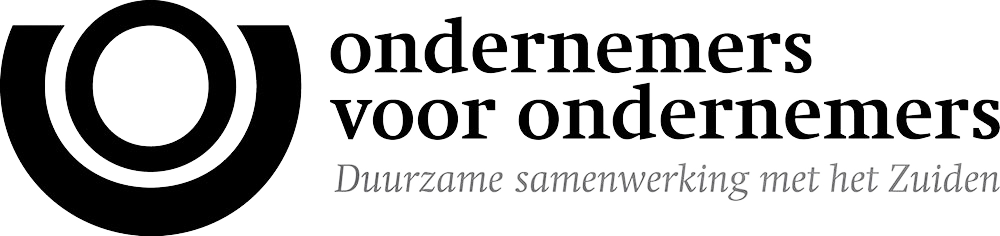 ondernemers
voor ondernemers
Duurzame samenwerking met het Zuiden